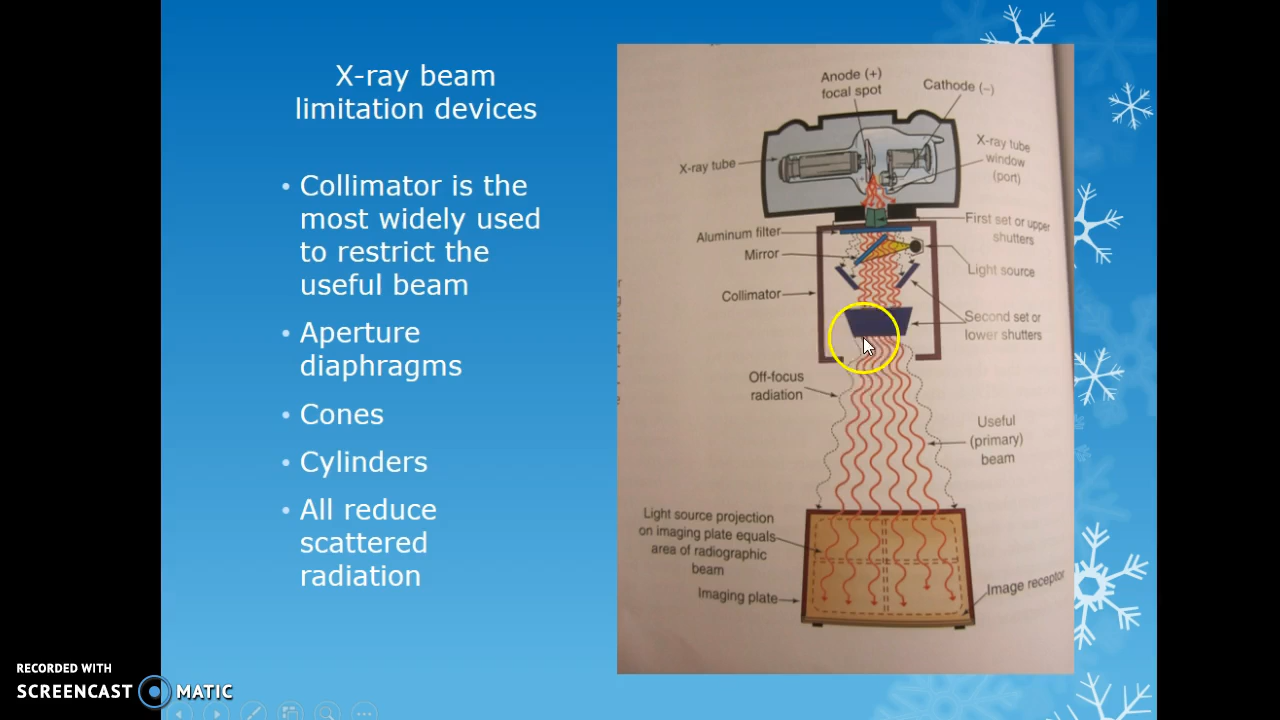 X-ray beam
limitation devices
• Collimator is the
most widely used
to restrict the
useful beam
• Aperture
diaphragms
• Cones
• Cylinders
• All reduce
scattered
radiation
Anode (+)
focal spot
Cathode (−)
X-ray tube
X-ray tube
window
(port)
First set or upper
shutters
Aluminum filter
Mirror
Light source
Collimator
Second set or
lower shutters
Off-focus
radiation
Useful
(primary)
beam
Light source projection
on imaging plate equals
area of radiographic
beam
Imaging plate
Image receptor
RECORDED WITH
SCREENCAST MATIC